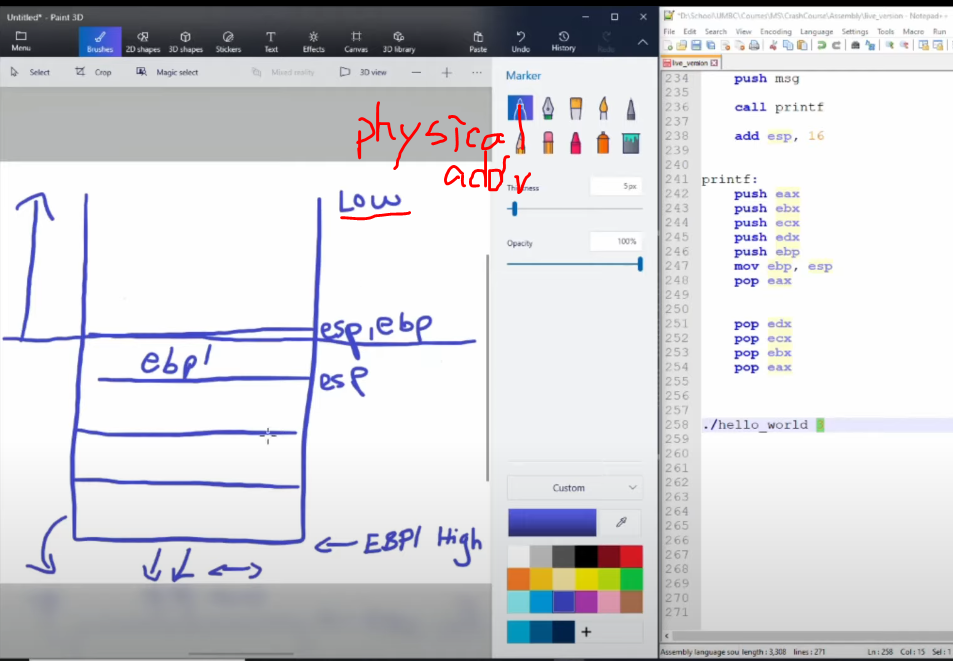 Untitled* - Paint 3D
Menu
Brushes
2D shapes
3D shapes
Stickers
Text
Effects
Canvas
3D library
Paste
Undo
History
Redo
Select
Crop
Magic select
Mixed reality
3D view
Marker
Thickness
5px
Opacity
100%
Custom
physical
addr
Low
esp, ebp
ebp1
esp
EBP1 High
*D:\School\UMBC\Courses\MS\CrashCourse\Assembly\live_version - Notepad++
File Edit Search View Encoding Language Settings Tools Macro Run
live_version
234 push msg
235
236 call printf
237
238 add esp, 16
239
240
241 printf:
242 push eax
243 push ebx
244 push ecx
245 push edx
246 push ebp
247 mov ebp, esp
248 pop eax
249
250
251 pop edx
252 pop ecx
253 pop ebx
254 pop eax
255
256
257
258 ./hello_world
259
260
261
262
263
264
265
266
267
268
269
270
271
Assembly language sou length : 3,308 lines : 271 Ln : 258 Col : 15 Sel : 1